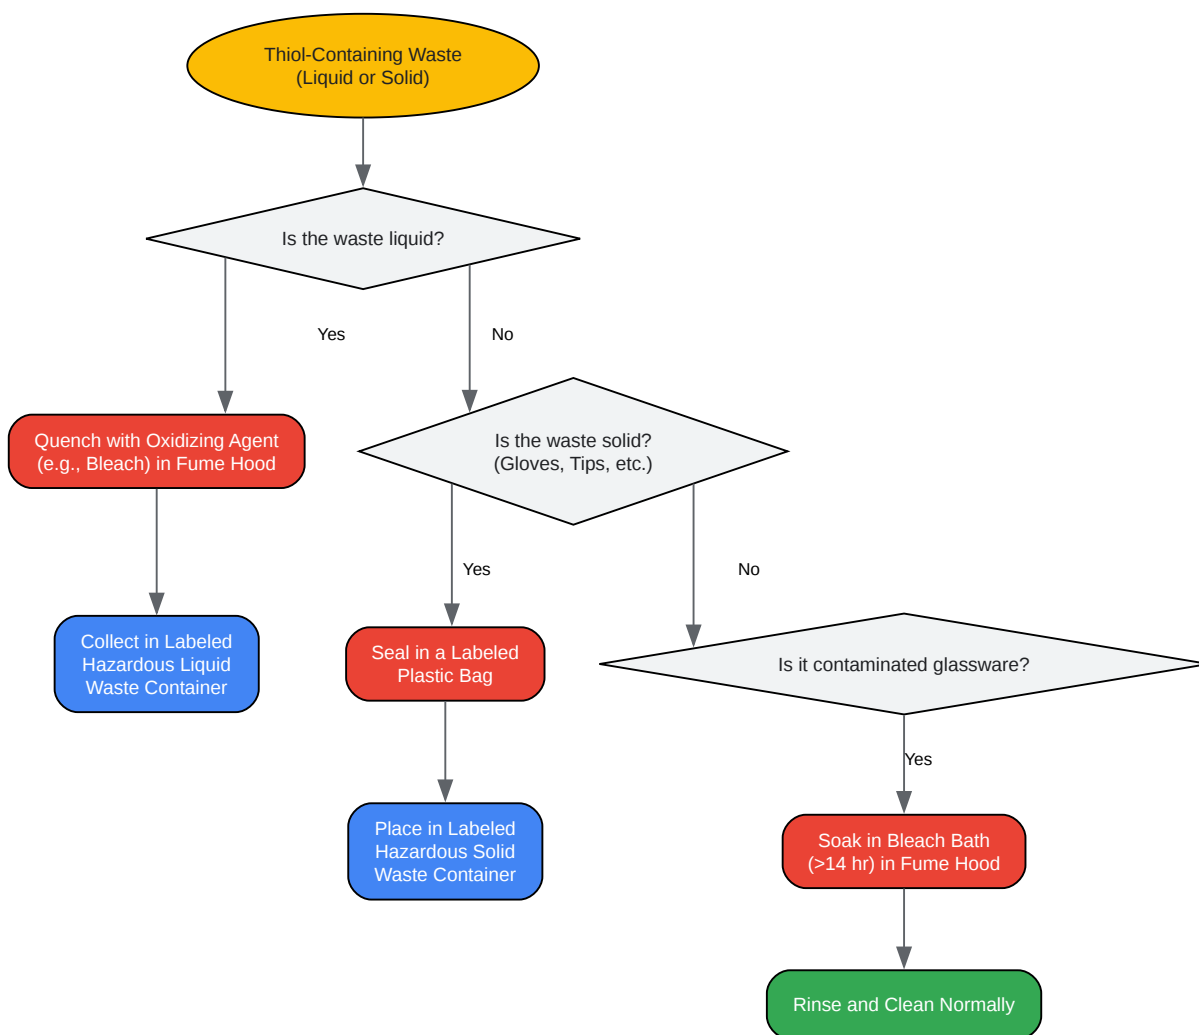 Thiol-Containing Waste
(Liquid or Solid)
Is the waste liquid?
Yes
No
Quench with Oxidizing Agent
(e.g., Bleach) in Fume Hood
Is the waste solid?
(Gloves, Tips, etc.)
Yes
No
Collect in Labeled
Hazardous Liquid
Waste Container
Seal in a Labeled
Plastic Bag
Is it contaminated glassware?
Yes
Place in Labeled
Hazardous Solid
Waste Container
Soak in Bleach Bath
(>14 hr) in Fume Hood
Rinse and Clean Normally